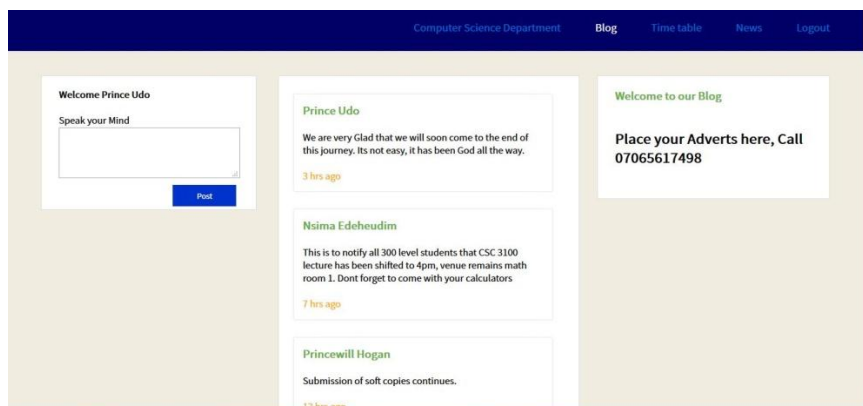 Computer Science Department Blog Time table News Logout
Welcome Prince Udo
Speak your Mind
Post
Prince Udo
We are very Glad that we will soon come to the end of
this journey. Its not easy, it has been God all the way.
3 hrs ago
Nsima Edeheudim
This is to notify all 300 level students that CSC 3100
lecture has been shifted to 4pm, venue remains math
room 1. Dont forget to come with your calculators
7 hrs ago
Princewill Hogan
Submission of soft copies continues.
Welcome to our Blog
Place your Adverts here, Call
07065617498